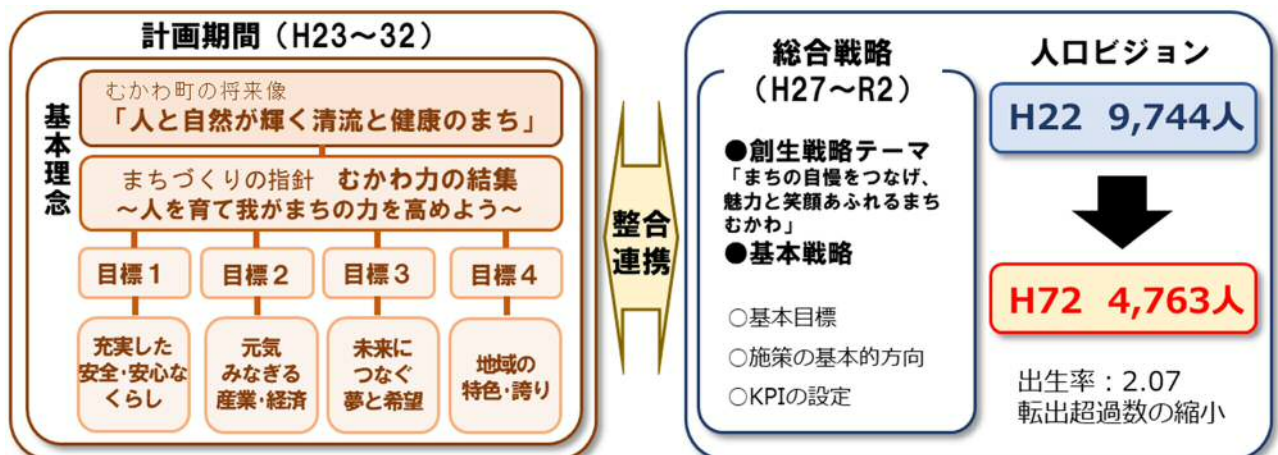 計画期間（H23～32）
基本理念
むかわ町の将来像
「人と自然が輝く清流と健康のまち」
まちづくりの指針　むかわ力の結集
～人を育て我がまちの力を高めよう～
目標１
目標２
目標３
目標４
充実した
安全・安心な
くらし
元気
みなぎる
産業・経済
未来に
つなぐ
夢と希望
地域の
特色・誇り
整合
連携
総合戦略
（H27～R2）
●創生戦略テーマ
「まちの自慢をつなげ、
魅力と笑顔あふれるまち
むかわ」
●基本戦略
○基本目標
○施策の基本的方向
○KPIの設定
人口ビジョン
H22 9,744人
H72 4,763人
出生率：2.07
転出超過数の縮小